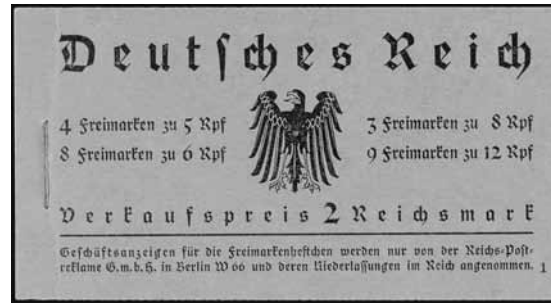 Deutsches Reich
4 Freimarken zu 5 Rpf 3 Freimarken zu 8 Rpf
8 Freimarken zu 6 Rpf 9 Freimarken zu 12 Rpf
Verkaufspreis 2 Reichsmark
Geschäftsanzeigen für die Freimarkenheftchen werden nur von der Reichs-Post-
reklame G.m.b.H. in Berlin W 66 und deren Niederlassungen im Reich angenommen. 1